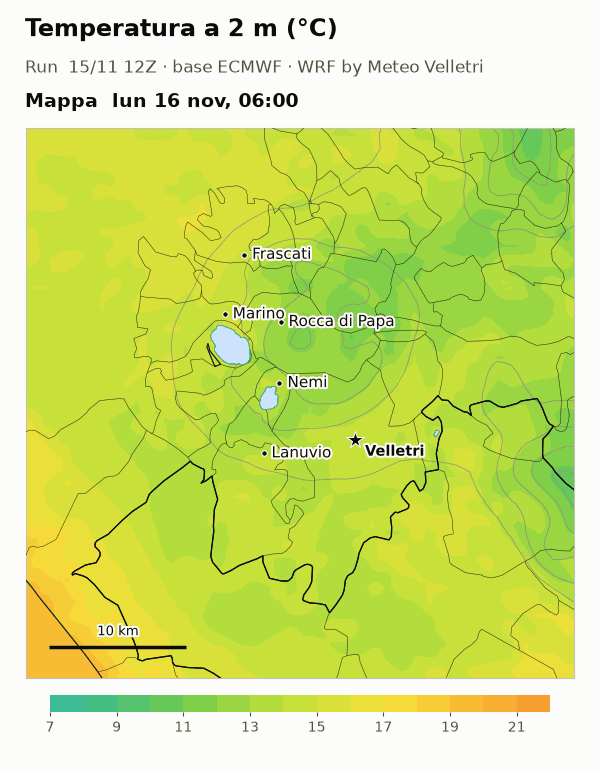 Temperatura a 2 m (°C)
Run  15/11 12Z · base ECMWF · WRF by Meteo Velletri
Mappa  lun 16 nov, 06:00
Frascati
Marino
Rocca di Papa
Nemi
Velletri
Lanuvio
10 km
7 9 11 13 15 17 19 21